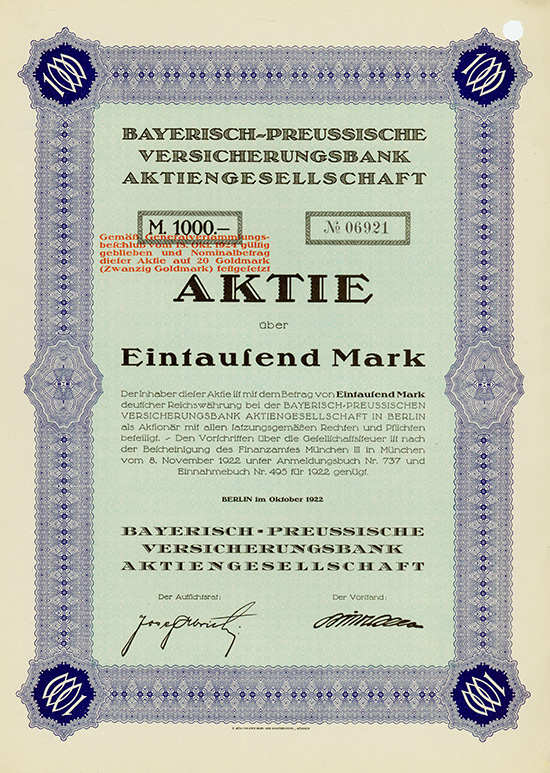 1000
1000
BAYERISCH-PREUSSISCHE
VERSICHERUNGSBANK
AKTIENGESELLSCHAFT
M. 1000.—
№ 06921
Gemäß Generalversammlungs-
beschluß vom 18. Okt. 1924 gültig
geblieben und Nominalbetrag
dieser Aktie auf 20 Goldmark
(Zwanzig Goldmark) festgesetzt
AKTIE
über
Eintausend Mark
Der Inhaber dieser Aktie ist mit dem Betrag von Eintausend Mark
deutscher Reichswährung bei der BAYERISCH-PREUSSISCHEN
VERSICHERUNGSBANK AKTIENGESELLSCHAFT IN BERLIN
als Aktionär mit allen satzungsgemäßen Rechten und Pflichten
beteiligt. - Den Vorschriften über die Gesellschaftssteuer ist nach
der Bescheinigung des Finanzamtes München III in München
vom 8. November 1922 unter Anmeldungsbuch Nr. 737 und
Einnahmebuch Nr. 495 für 1922 genügt.
BERLIN im Oktober 1922
BAYERISCH-PREUSSISCHE
VERSICHERUNGSBANK
AKTIENGESELLSCHAFT
Der Aufsichtsrat:
Der Vorstand:
1000
1000